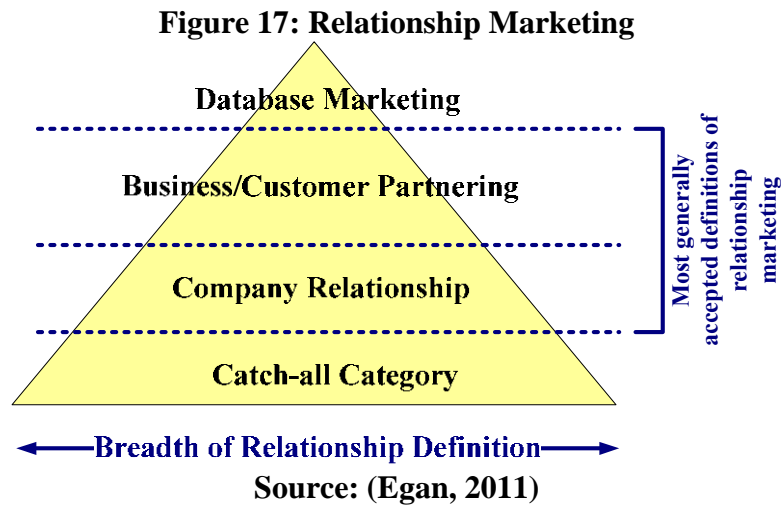 Figure 17: Relationship Marketing
Database Marketing
Business/Customer Partnering
Company Relationship
Catch-all Category
Most generally
accepted definitions of
relationship
marketing
Breadth of Relationship Definition
Source: (Egan, 2011)